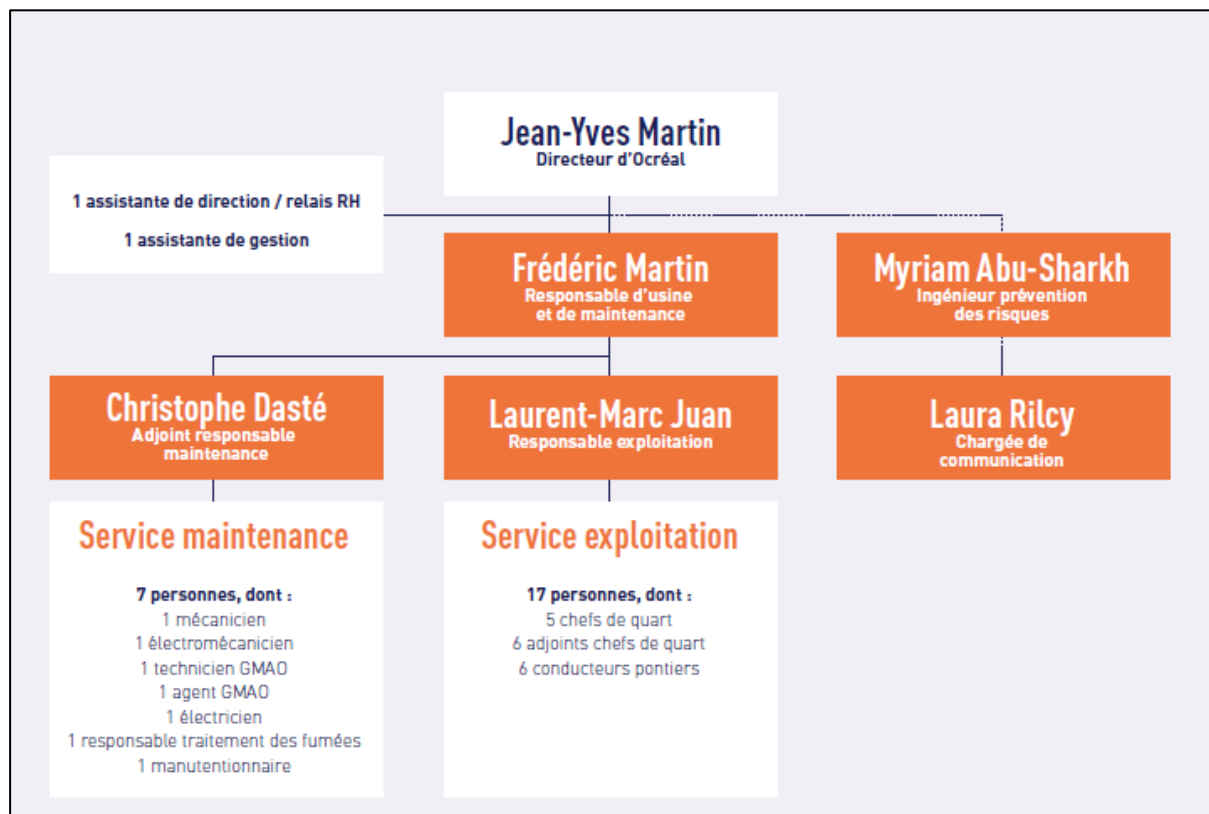 Jean-Yves Martin
Directeur d'Ocréal
1 assistante de direction / relais RH
1 assistante de gestion
Frédéric Martin
Responsable d'usine
et de maintenance
Myriam Abu-Sharkh
Ingénieur prévention
des risques
Christophe Dasté
Adjoint responsable
maintenance
Laurent-Marc Juan
Responsable exploitation
Laura Rilcy
Chargée de
communication
Service maintenance
7 personnes, dont :
1 mécanicien
1 électromécanicien
1 technicien GMAO
1 agent GMAO
1 électricien
1 responsable traitement des fumées
1 manutentionnaire
Service exploitation
17 personnes, dont :
5 chefs de quart
6 adjoints chefs de quart
6 conducteurs pontiers